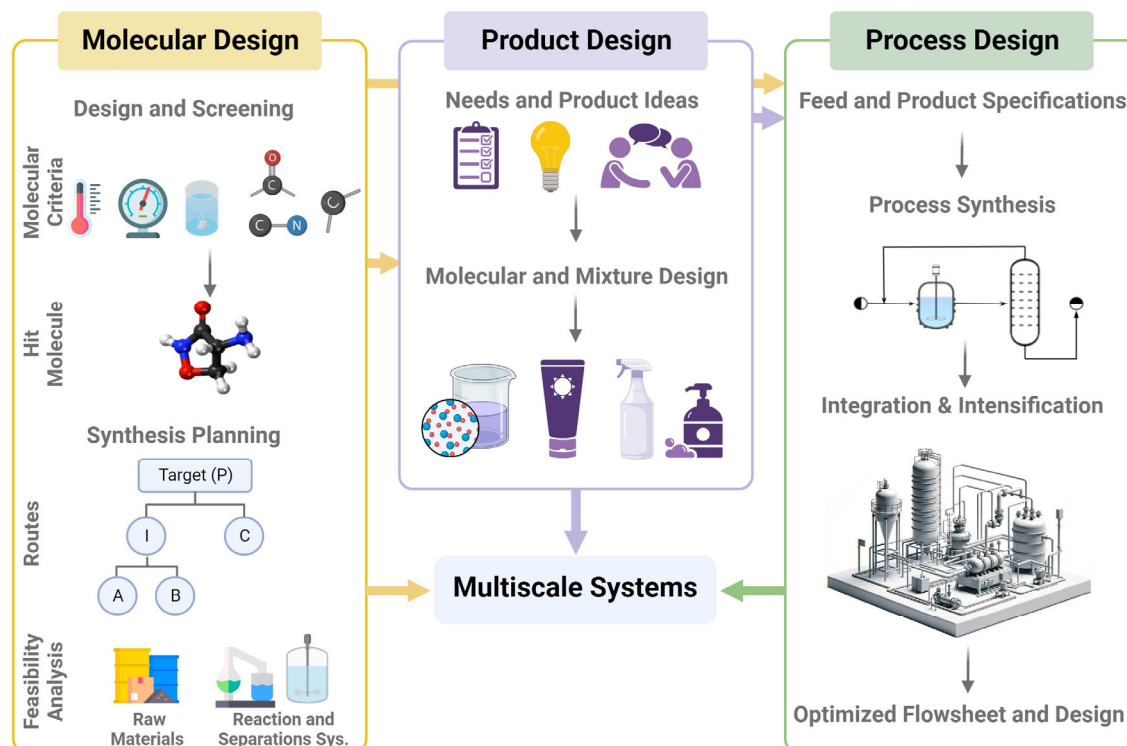 Molecular Design
Design and Screening
Molecular
Criteria
O
C
C
N
C
Hit
Molecule
Synthesis Planning
Routes
Target (P)
I
C
A
B
Feasibility
Analysis
Raw
Materials
Reaction and
Separations Sys.
Product Design
Needs and Product Ideas
Molecular and Mixture Design
Multiscale Systems
Process Design
Feed and Product Specifications
Process Synthesis
Integration & Intensification
Optimized Flowsheet and Design